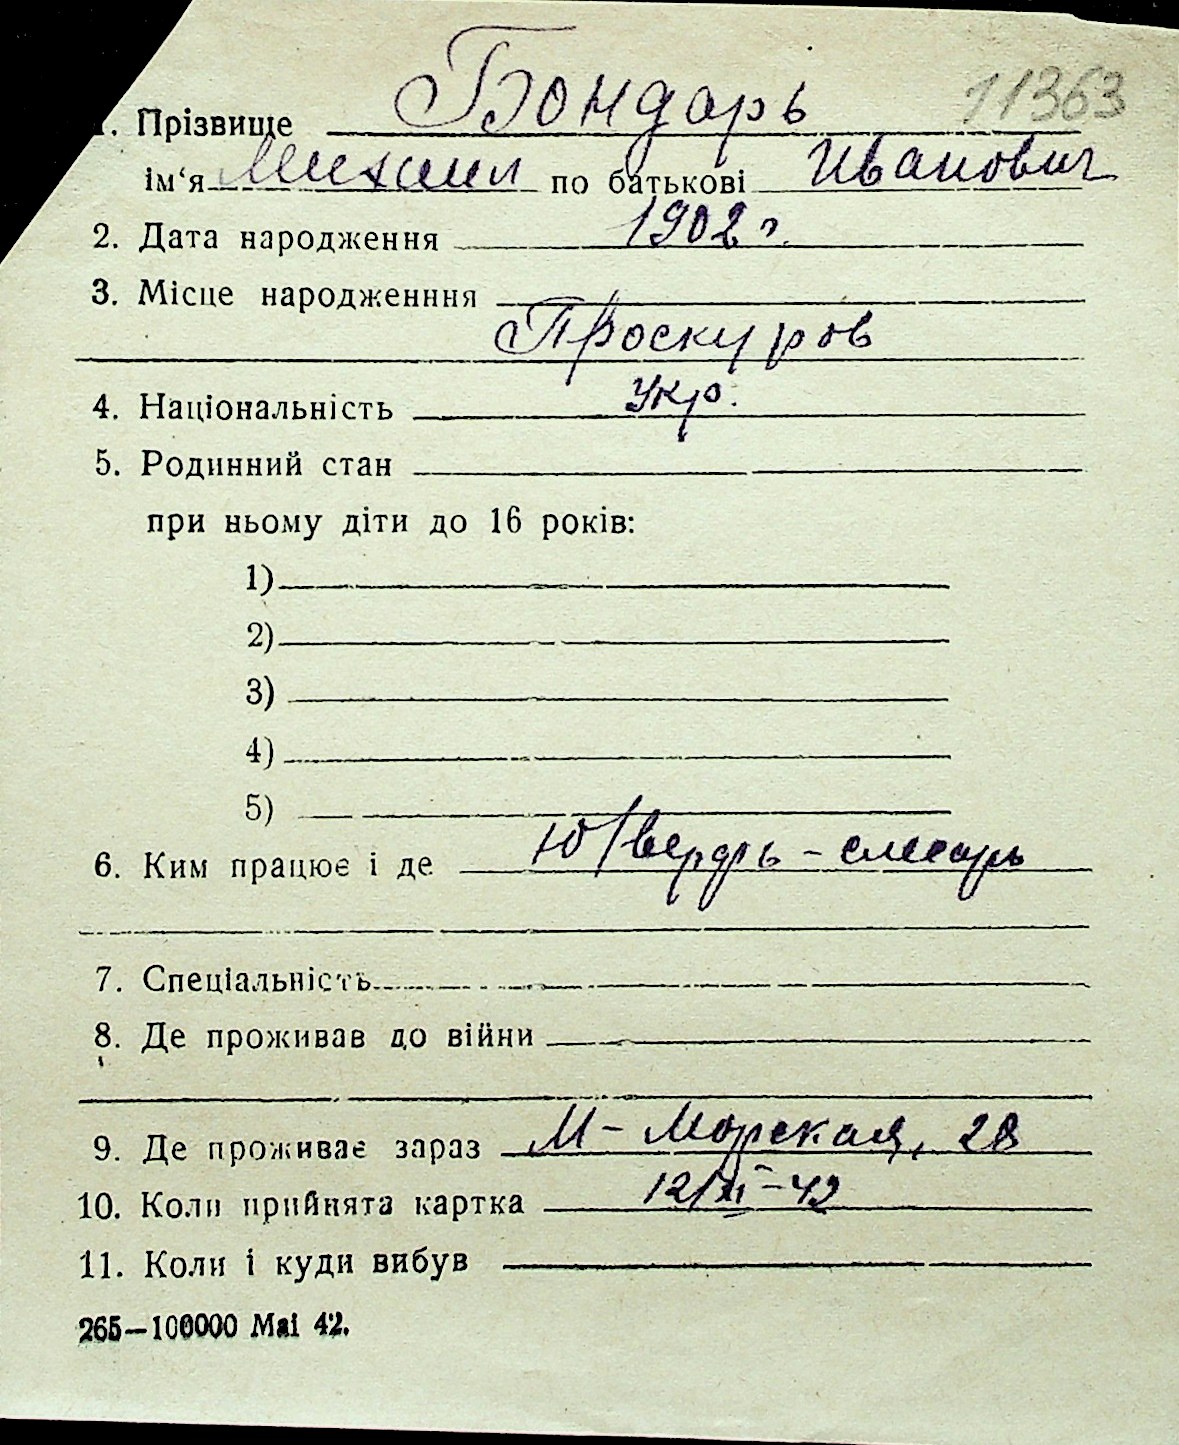 Бондарь 11363
1. Прізвище
ім‘я Михаил по батькові Иванович
2. Дата народження 1902 г.
3. Місце народженння
Проскуров
4. Національність Укр.
5. Родинний стан
при ньому діти до 16 років:
1)
2)
3)
4)
5)
6. Ким працює і де Ю/верфь - слесарь
7. Спеціальність
8. Де проживав до війни
9. Де проживає зараз М- Морская, 28
10. Коли прийнята картка 12/XI-42
11. Коли і куди вибув
265—100000 Mai 42.